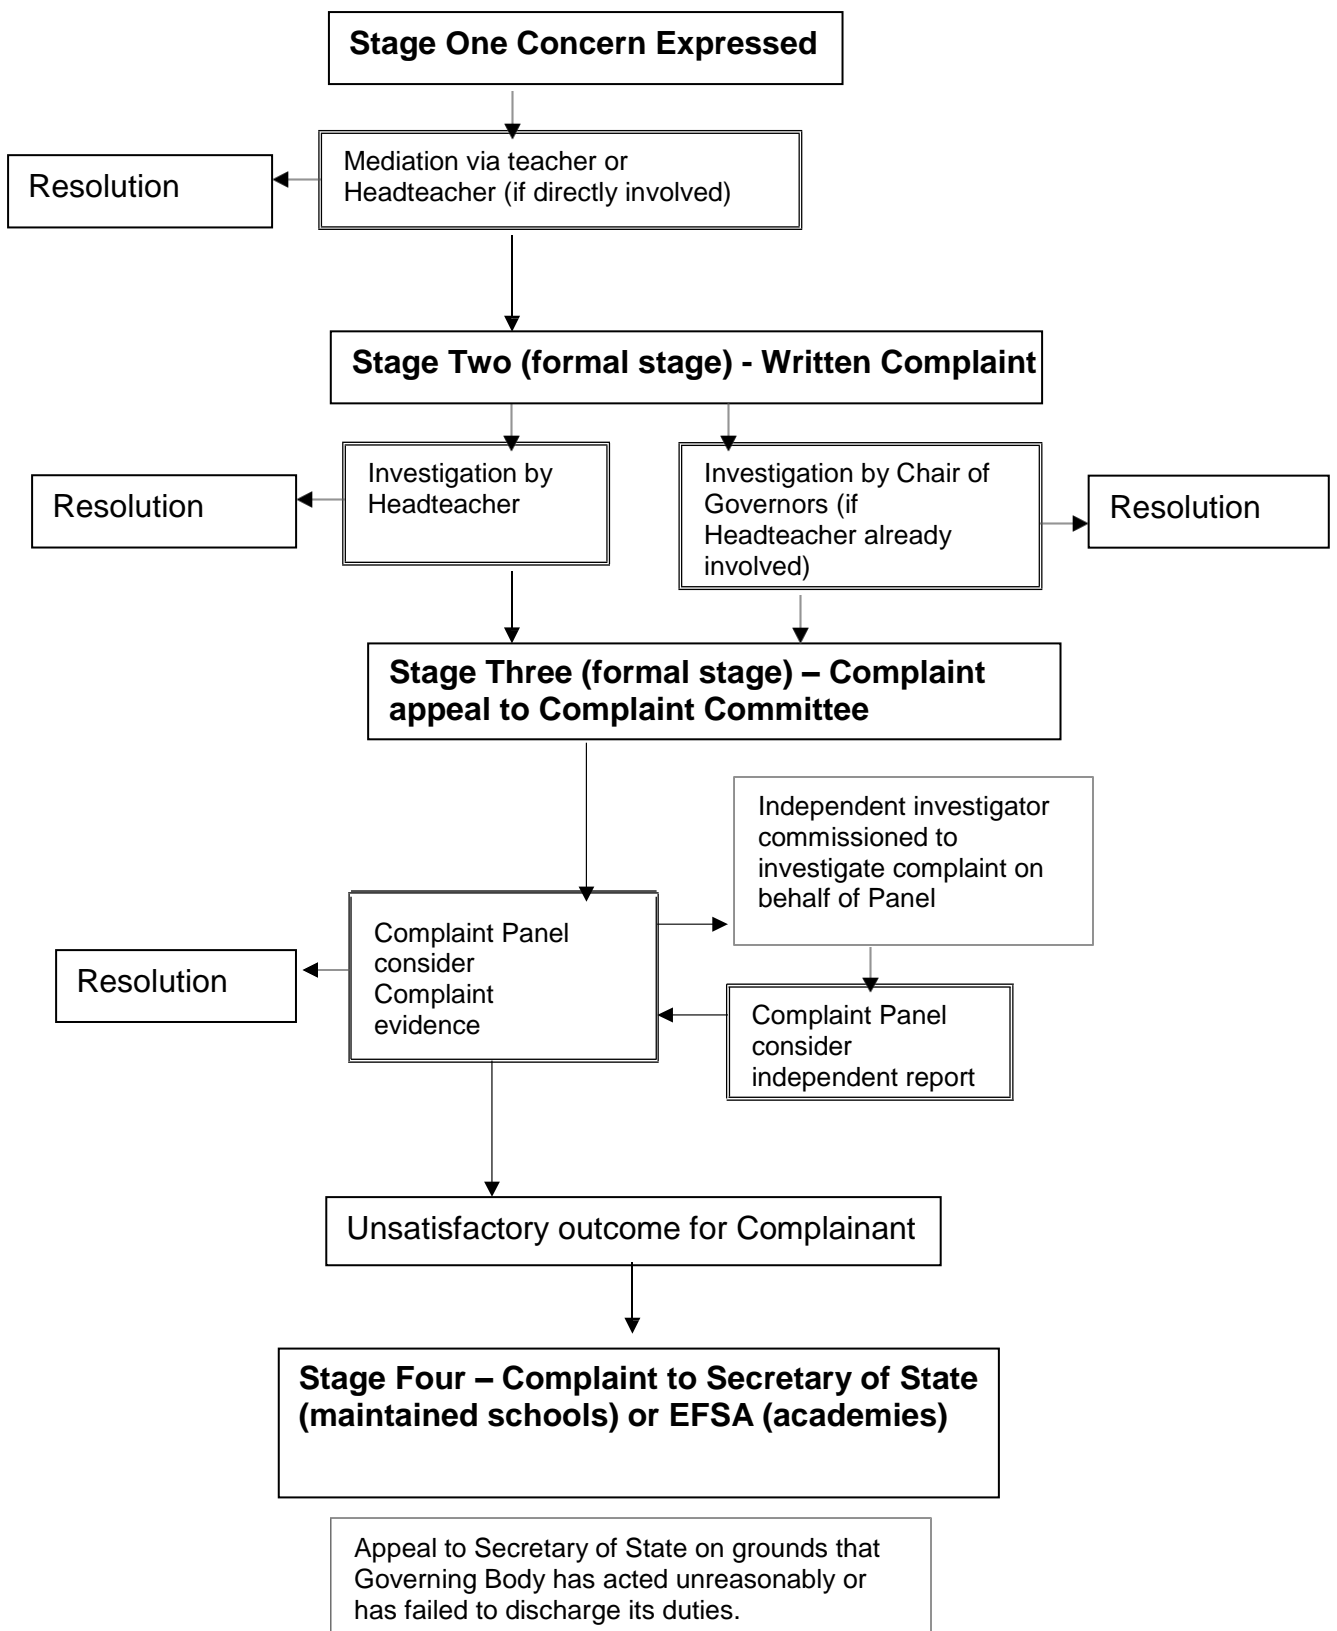 Stage One Concern Expressed
Mediation via teacher or
Headteacher (if directly involved)
Resolution
Stage Two (formal stage) - Written Complaint
Investigation by
Headteacher
Resolution
Investigation by Chair of
Governors (if
Headteacher already
involved)
Resolution
Stage Three (formal stage) – Complaint
appeal to Complaint Committee
Independent investigator
commissioned to
investigate complaint on
behalf of Panel
Complaint Panel
consider
Complaint
evidence
Resolution
Complaint Panel
consider
independent report
Unsatisfactory outcome for Complainant
Stage Four – Complaint to Secretary of State
(maintained schools) or EFSA (academies)
Appeal to Secretary of State on grounds that
Governing Body has acted unreasonably or
has failed to discharge its duties.